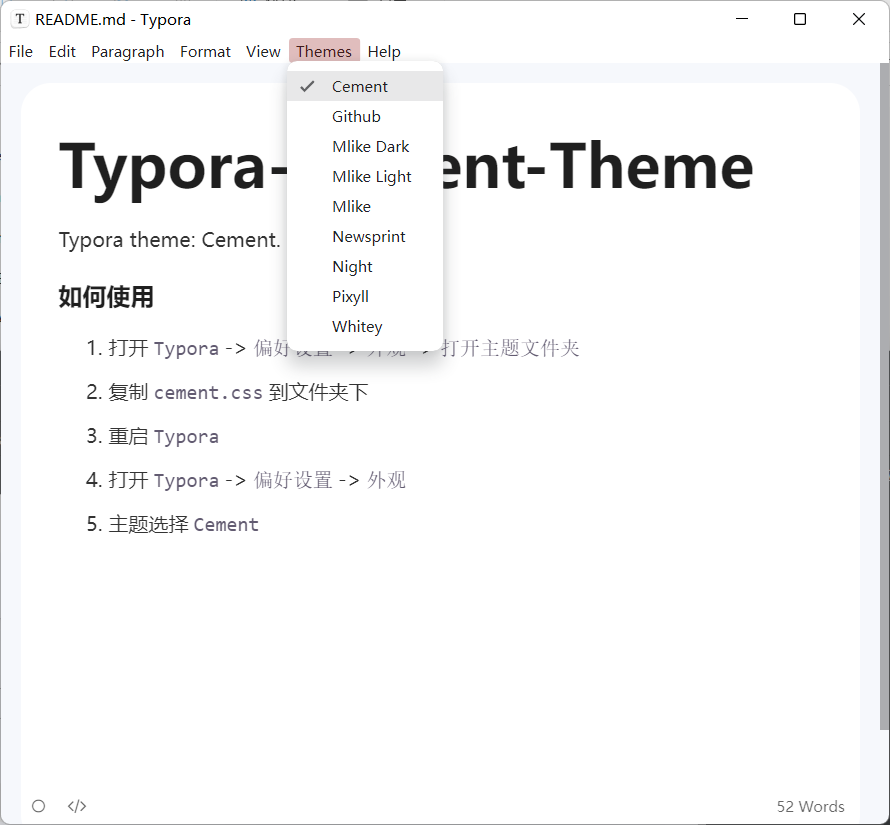 T README.md - Typora
File Edit Paragraph Format View Themes Help
Cement
Github
Mlike Dark
Mlike Light
Mlike
Newsprint
Night
Pixyll
Whitey
Typora- ent-Theme
Typora theme: Cement.
如何使用
1. 打开 Typora -> 偏好设置 -> 外观 -> 打开主题文件夹
2. 复制 cement.css 到文件夹下
3. 重启 Typora
4. 打开 Typora -> 偏好设置 -> 外观
5. 主题选择 Cement
</> 52 Words